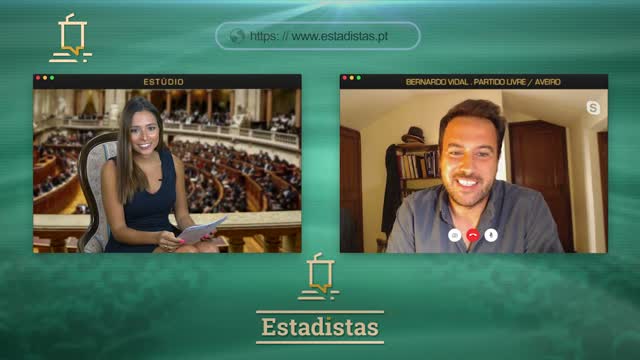 https: // www.estadistas.pt
ESTÚDIO
BERNARDO VIDAL . PARTIDO LIVRE / AVEIRO
Estadistas